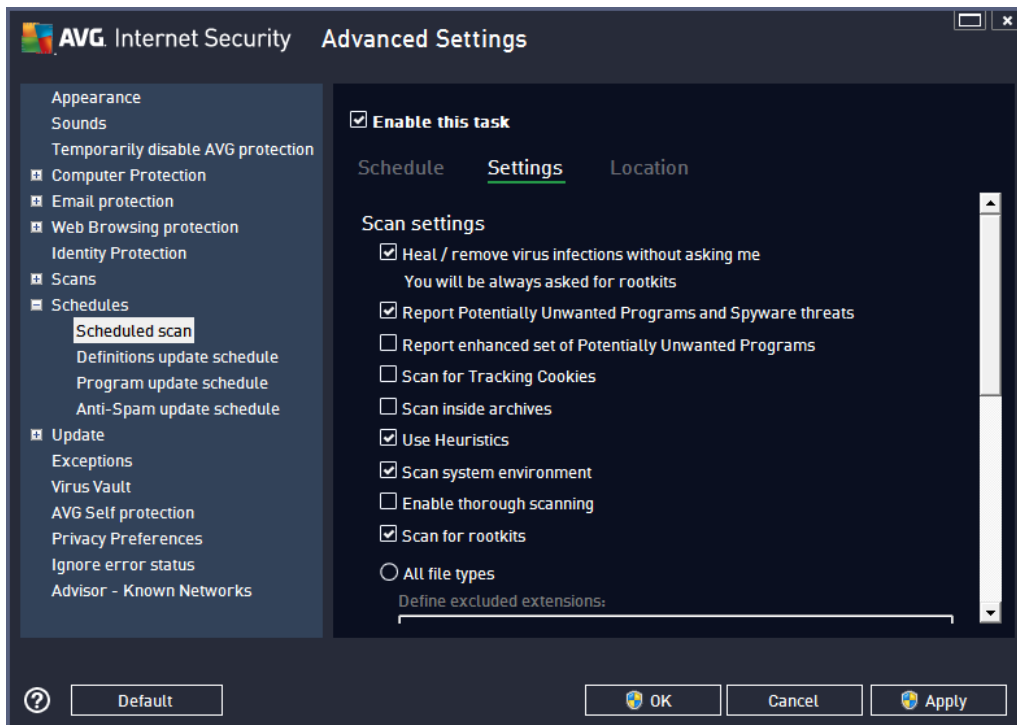 AVG. Internet Security Advanced Settings
Appearance
Sounds
Temporarily disable AVG protection
Computer Protection
Email protection
Web Browsing protection
Identity Protection
Scans
Schedules
Scheduled scan
Definitions update schedule
Program update schedule
Anti-Spam update schedule
Update
Exceptions
Virus Vault
AVG Self protection
Privacy Preferences
Ignore error status
Advisor - Known Networks
Enable this task
Schedule Settings Location
Scan settings
Heal / remove virus infections without asking me
You will be always asked for rootkits
Report Potentially Unwanted Programs and Spyware threats
Report enhanced set of Potentially Unwanted Programs
Scan for Tracking Cookies
Scan inside archives
Use Heuristics
Scan system environment
Enable thorough scanning
Scan for rootkits
All file types
Define excluded extensions:
? Default OK Cancel Apply